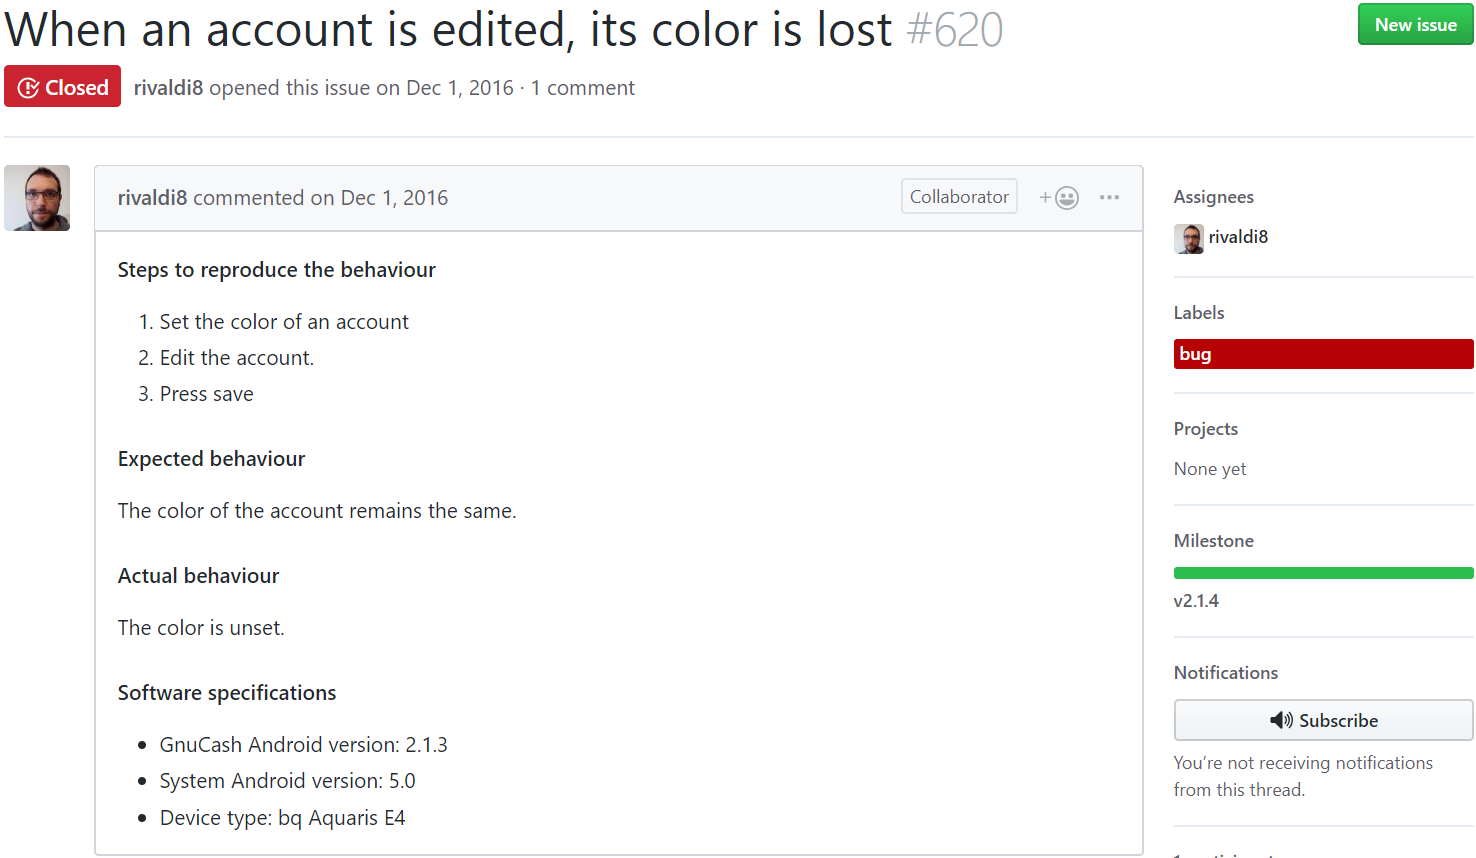 When an account is edited, its color is lost #620
New issue
Closed
rivaldi8 opened this issue on Dec 1, 2016 · 1 comment
rivaldi8 commented on Dec 1, 2016
Collaborator
+
Steps to reproduce the behaviour
1. Set the color of an account
2. Edit the account.
3. Press save
Expected behaviour
The color of the account remains the same.
Actual behaviour
The color is unset.
Software specifications
• GnuCash Android version: 2.1.3
• System Android version: 5.0
• Device type: bq Aquaris E4
Assignees
rivaldi8
Labels
bug
Projects
None yet
Milestone
v2.1.4
Notifications
Subscribe
You’re not receiving notifications
from this thread.